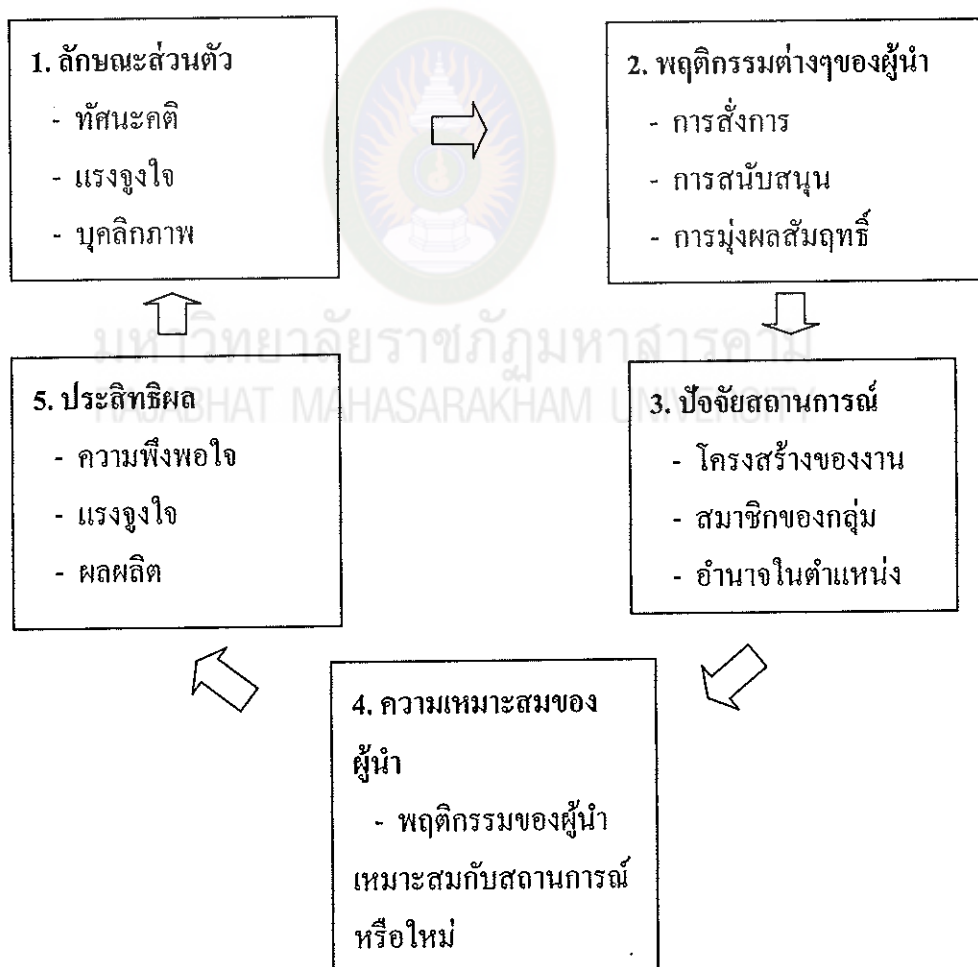 1. ลักษณะส่วนตัว
- ทัศนะคติ
- แรงจูงใจ
- บุคลิกภาพ
2. พฤติกรรมต่างๆของผู้นำ
- การสั่งการ
- การสนับสนุน
- การมุ่งผลสัมฤทธิ์
มหาวิทยาลัยราชภัฏมหาสารคาม
RAJABHAT MAHASARAKHAM UNIVERSITY
3. ปัจจัยสถานการณ์
- โครงสร้างของงาน
- สมาชิกของกลุ่ม
- อำนาจในตำแหน่ง
4. ความเหมาะสมของ
ผู้นำ
- พฤติกรรมของผู้นำ
เหมาะสมกับสถานการณ์
หรือใหม่
5. ประสิทธิผล
- ความพึงพอใจ
- แรงจูงใจ
- ผลผลิต